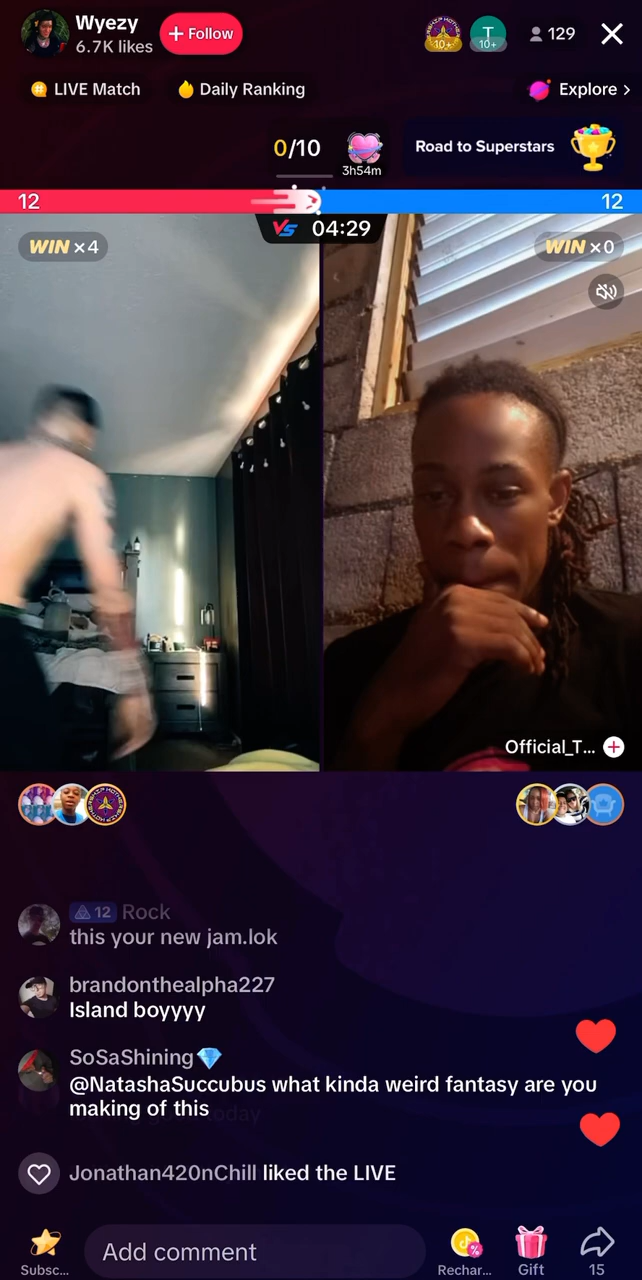 Wyezy
6.7K likes
+ Follow
10+
T
10+
129
LIVE Match
Daily Ranking
Explore >
0/10
3h54m
Road to Superstars
12
12
VS 04:29
WIN ×4
WIN ×0
Official_T...
12 Rock
this your new jam.lok
brandonthealpha227
Island boyyyy
SoSaShining💎
@NatashaSuccubus what kinda weird fantasy are you
making of this
today
Jonathan420nChill liked the LIVE
Subsc...
Add comment
Rechar...
Gift
15